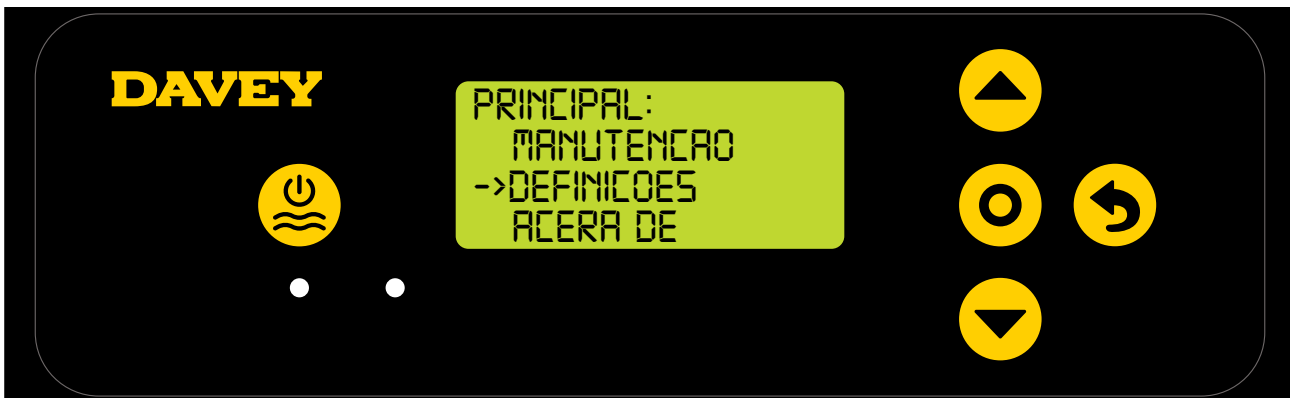 DAVEY
PRINCIPAL:
MANUTENCAO
->DEFINICOES
ACERA DE